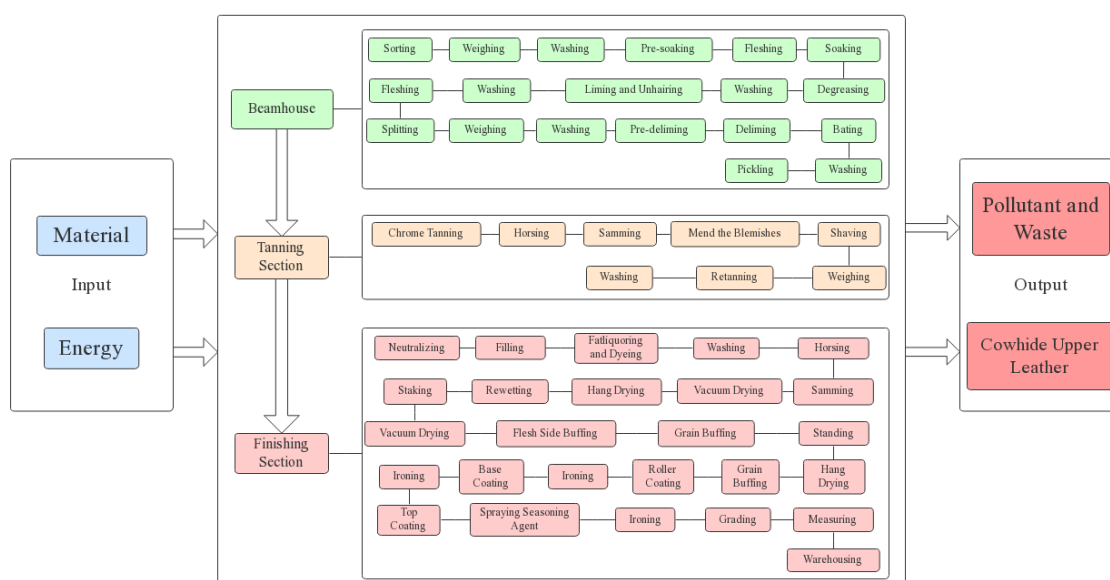 Sorting Weighing Washing Pre-soaking Fleshing Soaking
Fleshing Washing Liming and Unhairing Washing Degreasing
Beamhouse
Splitting Weighing Washing Pre-deliming Deliming Bating
Pickling Washing
Material
Input
Energy
Tanning
Section
Chrome Tanning Horsing Samming Mend the Blemishes Shaving
Washing Retanning Weighing
Pollutant and
Waste
Output
Cowhide Upper
Leather
Neutralizing Filling Fatliquoring
and Dyeing Washing Horsing
Staking Rewetting Hang Drying Vacuum Drying Samming
Finishing
Section
Vacuum Drying Flesh Side Buffing Grain Buffing Standing
Ironing Base
Coating Ironing Roller
Coating Grain
Buffing Hang
Drying
Top
Coating Spraying Seasoning
Agent Ironing Grading Measuring
Warehousing